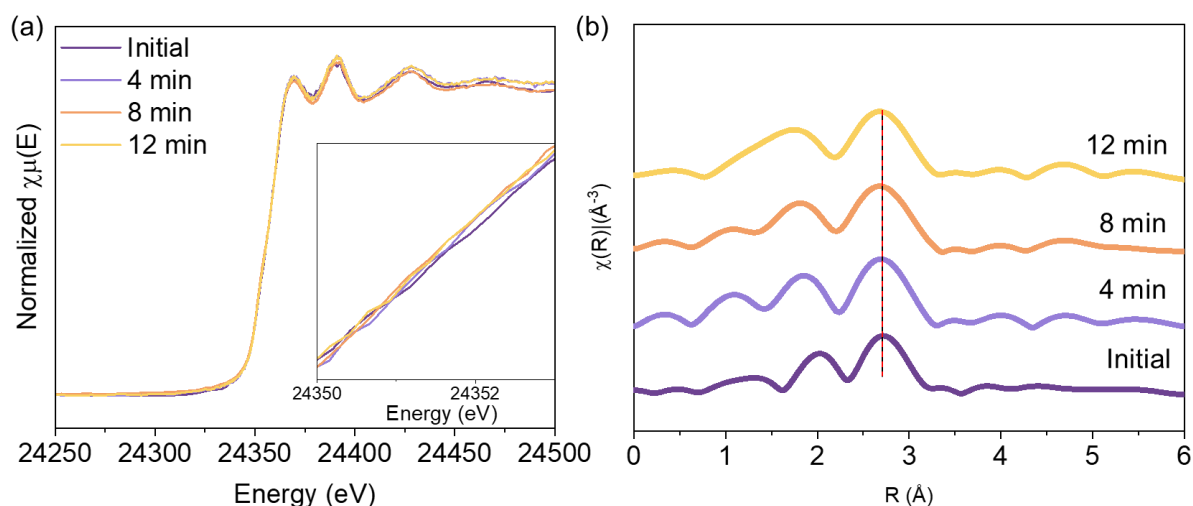 (a)
Initial
4 min
8 min
12 min
Normalized χμ(E)
24350
24352
Energy (eV)
24250
24300
24350
24400
24450
24500
Energy (eV)
(b)
12 min
8 min
4 min
Initial
χ(R)|(Å⁻³)
0
1
2
3
4
5
6
R (Å)